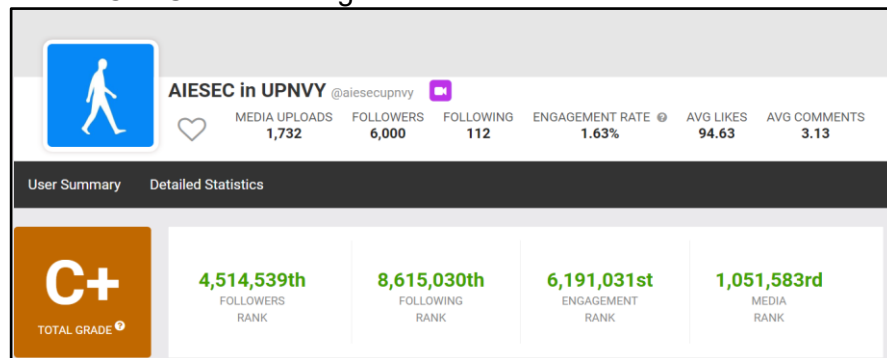 AIESEC in UPNVY @aiesecupnvy
MEDIA UPLOADS FOLLOWERS FOLLOWING ENGAGEMENT RATE AVG LIKES AVG COMMENTS
1,732 6,000 112 1.63% 94.63 3.13
User Summary Detailed Statistics
C+
TOTAL GRADE
4,514,539th 8,615,030th 6,191,031st 1,051,583rd
FOLLOWERS FOLLOWING ENGAGEMENT MEDIA
RANK RANK RANK RANK